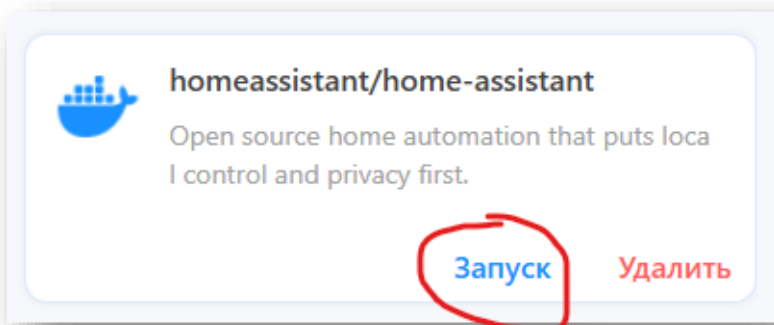 homeassistant/home-assistant
Open source home automation that puts loca
l control and privacy first.
Запуск
Удалить